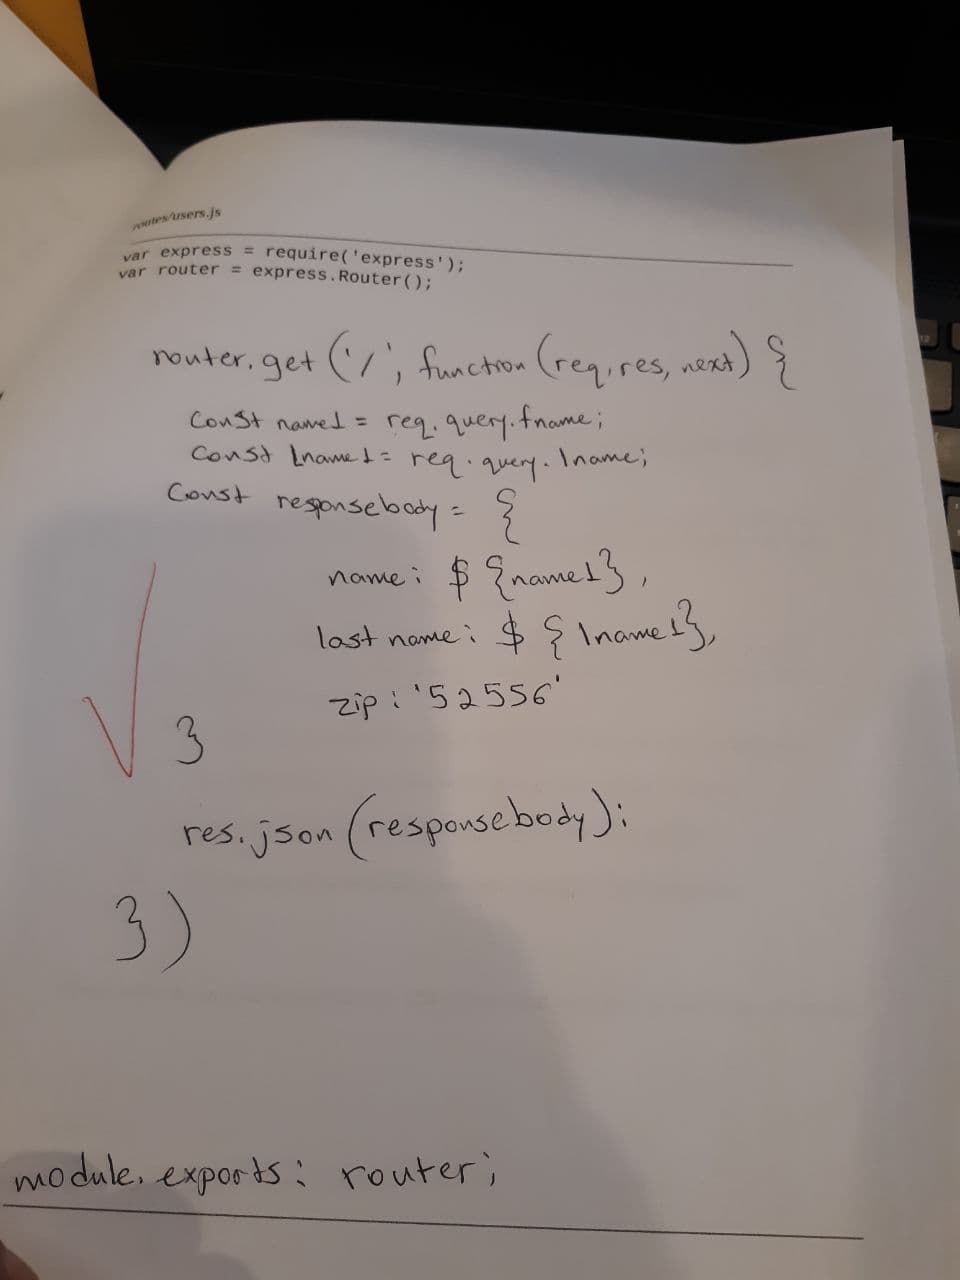 routes/users.js
var express = require('express');
var router = express.Router();
router.get('/', function(req, res, next) {
Const name1 = req.query.fname;
Const Lname1 = req.query.lname;
Const responsebody = {
name: $ {name1},
last name: $ {lname1},
zip: '52556'
}
res.json(responsebody);
})
module.exports: router;